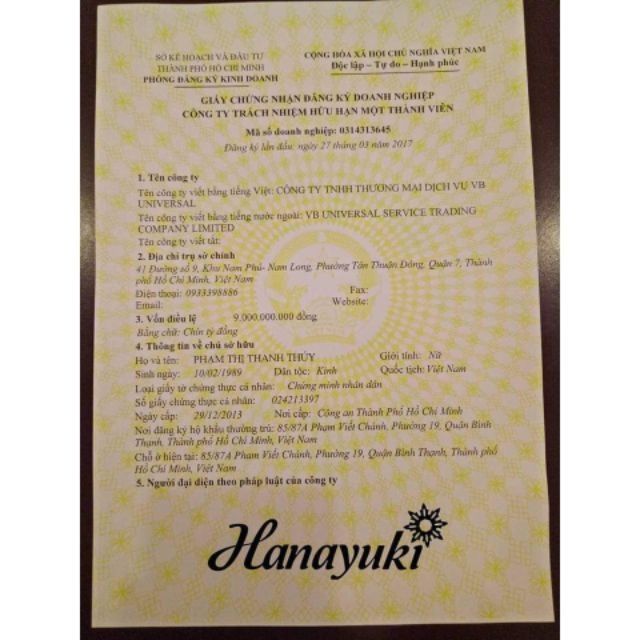 SỞ KẾ HOẠCH VÀ ĐẦU TƯ
THÀNH PHỐ HỒ CHÍ MINH
PHÒNG ĐĂNG KÝ KINH DOANH
CỘNG HÒA XÃ HỘI CHỦ NGHĨA VIỆT NAM
Độc lập – Tự do – Hạnh phúc
GIẤY CHỨNG NHẬN ĐĂNG KÝ DOANH NGHIỆP
CÔNG TY TRÁCH NHIỆM HỮU HẠN MỘT THÀNH VIÊN
Mã số doanh nghiệp: 0314313645
Đăng ký lần đầu, ngày 27 tháng 03 năm 2017
1. Tên công ty
Tên công ty viết bằng tiếng Việt: CÔNG TY TNHH THƯƠNG MẠI DỊCH VỤ VB
UNIVERSAL
Tên công ty viết bằng tiếng nước ngoài: VB UNIVERSAL SERVICE TRADING
COMPANY LIMITED
Tên công ty viết tắt:
2. Địa chỉ trụ sở chính
41 Đường số 9, Khu Nam Phú- Nam Long, Phường Tân Thuận Đông, Quận 7, Thành
phố Hồ Chí Minh, Việt Nam
Điện thoại: 0933398886 Fax:
Email: Website:
3. Vốn điều lệ 9.000.000.000 đồng
Bằng chữ: Chín tỷ đồng
4. Thông tin về chủ sở hữu
Họ và tên: PHẠM THỊ THANH THỦY Giới tính: Nữ
Sinh ngày: 10/02/1989 Dân tộc: Kinh Quốc tịch: Việt Nam
Loại giấy tờ chứng thực cá nhân: Chứng minh nhân dân
Số giấy chứng thực cá nhân: 024213397
Ngày cấp: 29/12/2013 Nơi cấp: Công an Thành Phố Hồ Chí Minh
Nơi đăng ký hộ khẩu thường trú: 85/87A Phạm Viết Chánh, Phường 19, Quận Bình
Thạnh, Thành phố Hồ Chí Minh, Việt Nam
Chỗ ở hiện tại: 85/87A Phạm Viết Chánh, Phường 19, Quận Bình Thạnh, Thành phố
Hồ Chí Minh, Việt Nam
5. Người đại diện theo pháp luật của công ty
Hanayuki